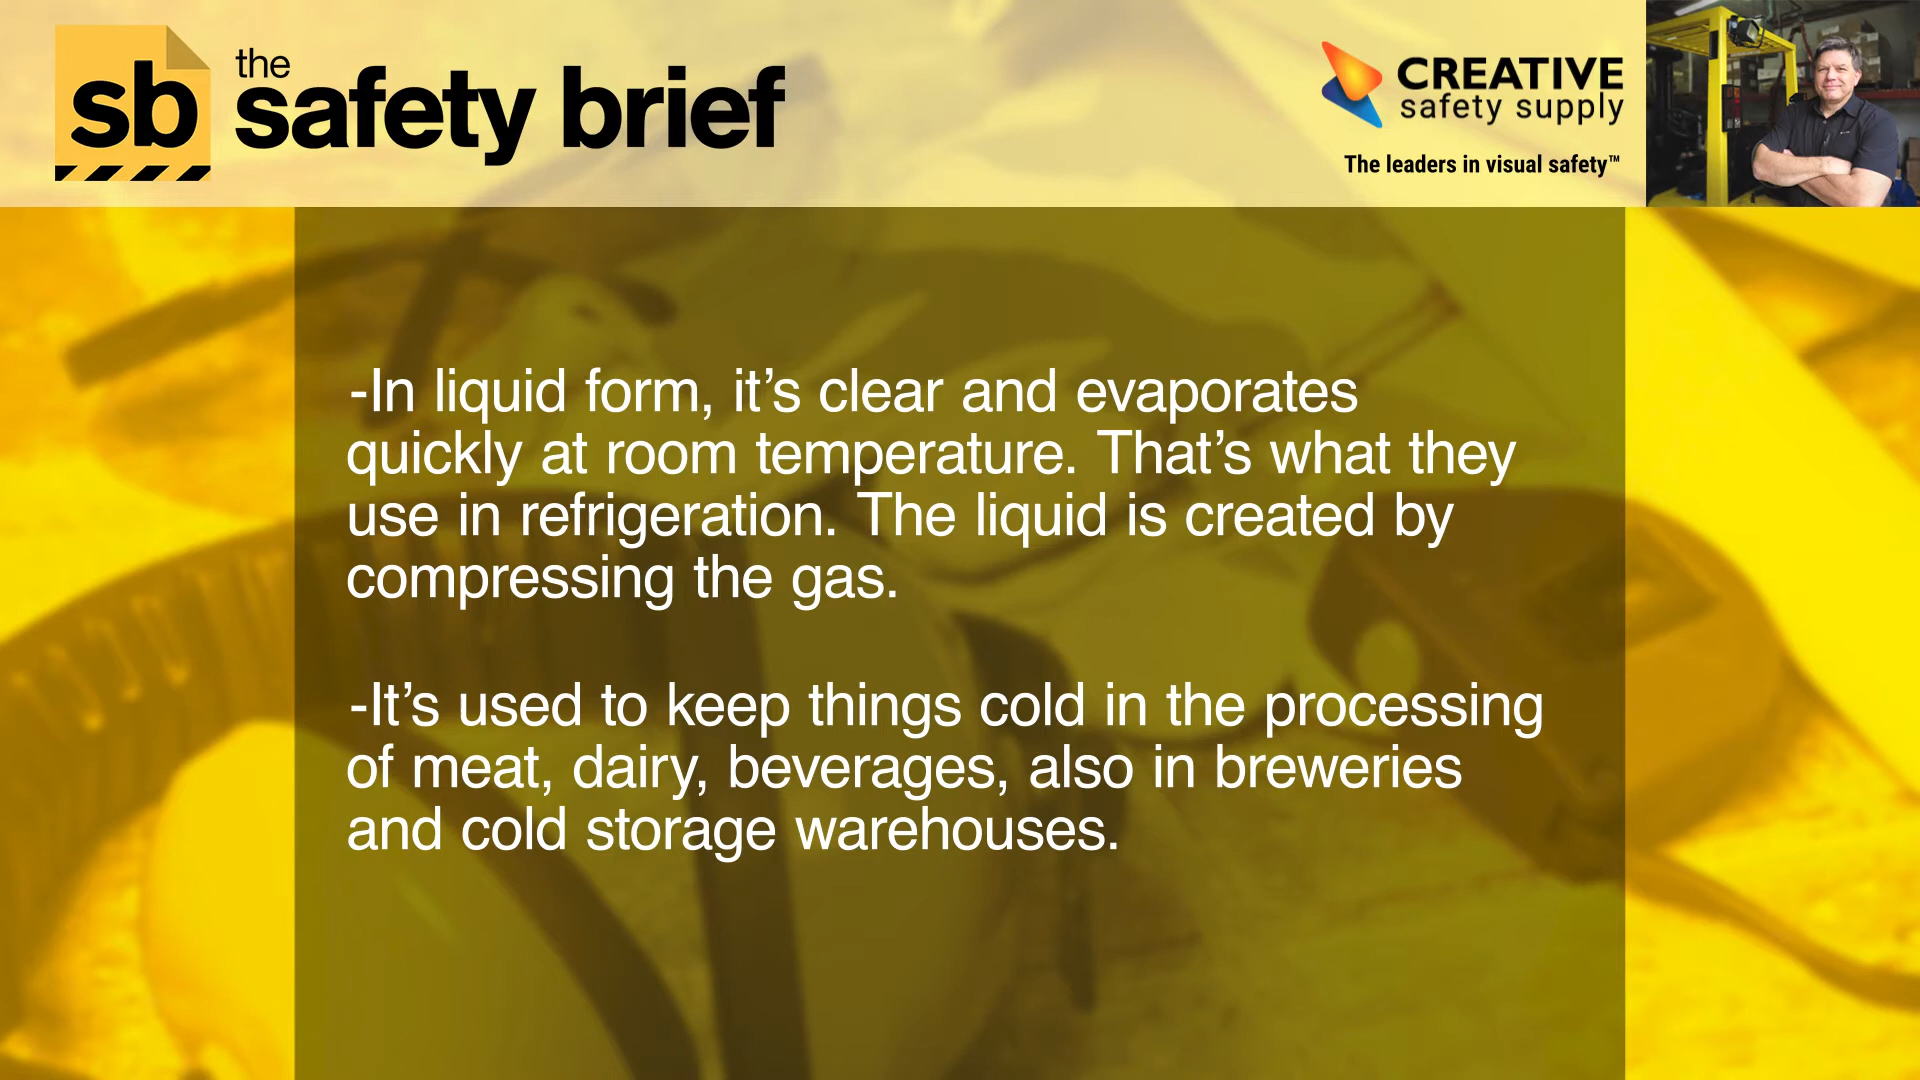 sb
the
safety brief
CREATIVE
safety supply
The leaders in visual safety™
-In liquid form, it’s clear and evaporates
quickly at room temperature. That’s what they
use in refrigeration. The liquid is created by
compressing the gas.
-It’s used to keep things cold in the processing
of meat, dairy, beverages, also in breweries
and cold storage warehouses.